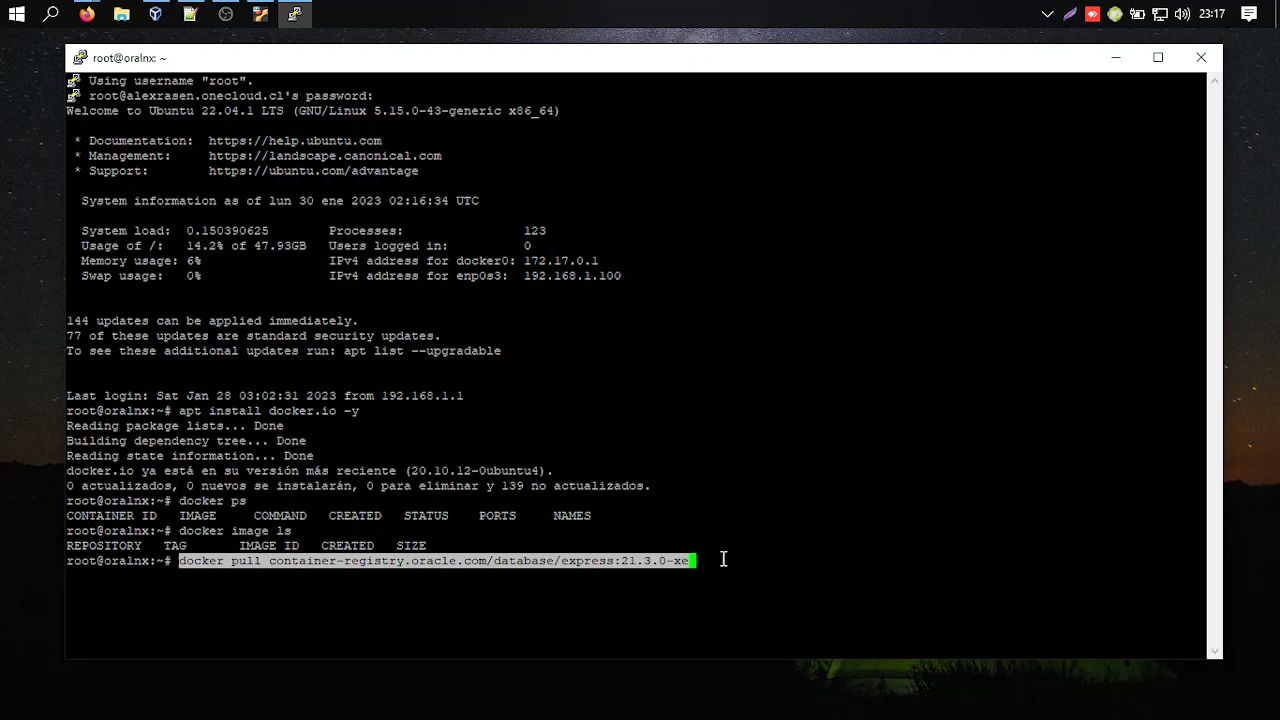 23:17
root@oralnx: ~
Using username "root".
root@alexrasen.onecloud.cl's password:
Welcome to Ubuntu 22.04.1 LTS (GNU/Linux 5.15.0-43-generic x86_64)
* Documentation:  https://help.ubuntu.com
* Management:     https://landscape.canonical.com
* Support:        https://ubuntu.com/advantage
System information as of lun 30 ene 2023 02:16:34 UTC
System load:  0.150390625        Processes:                123
Usage of /:   14.2% of 47.93GB   Users logged in:          0
Memory usage: 6%                 IPv4 address for docker0: 172.17.0.1
Swap usage:   0%                 IPv4 address for enp0s3:  192.168.1.100
144 updates can be applied immediately.
77 of these updates are standard security updates.
To see these additional updates run: apt list --upgradable
Last login: Sat Jan 28 03:02:31 2023 from 192.168.1.1
root@oralnx:~# apt install docker.io -y
Reading package lists... Done
Building dependency tree... Done
Reading state information... Done
docker.io ya está en su versión más reciente (20.10.12-0ubuntu4).
0 actualizados, 0 nuevos se instalarán, 0 para eliminar y 139 no actualizados.
root@oralnx:~# docker ps
CONTAINER ID   IMAGE     COMMAND   CREATED   STATUS    PORTS     NAMES
root@oralnx:~# docker image ls
REPOSITORY   TAG       IMAGE ID   CREATED   SIZE
root@oralnx:~# docker pull container-registry.oracle.com/database/express:21.3.0-xe